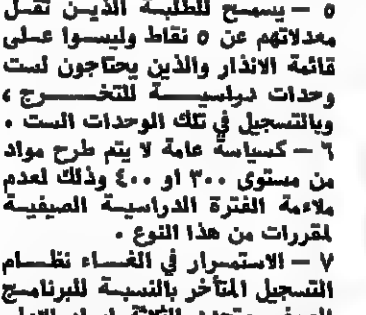 ٥ — يسمح للطلبة الذين تقل
معدلاتهم عن ٥ نقاط وليسوا على
قائمة الانذار والذين يحتاجون لست
وحدات دراسية للتخرج ،
وبالتسجيل في تلك الوحدات الست .
٦ — كسياسة عامة لا يتم طرح مواد
من مستوى ٣٠٠ او ٤٠٠ وذلك لعدم
ملاءمة الفترة الدراسية الصيفية
لمقررات من هذا النوع .
٧ — الاستمرار في الغاء نظام
التسجيل المتأخر بالنسبة للبرنامج